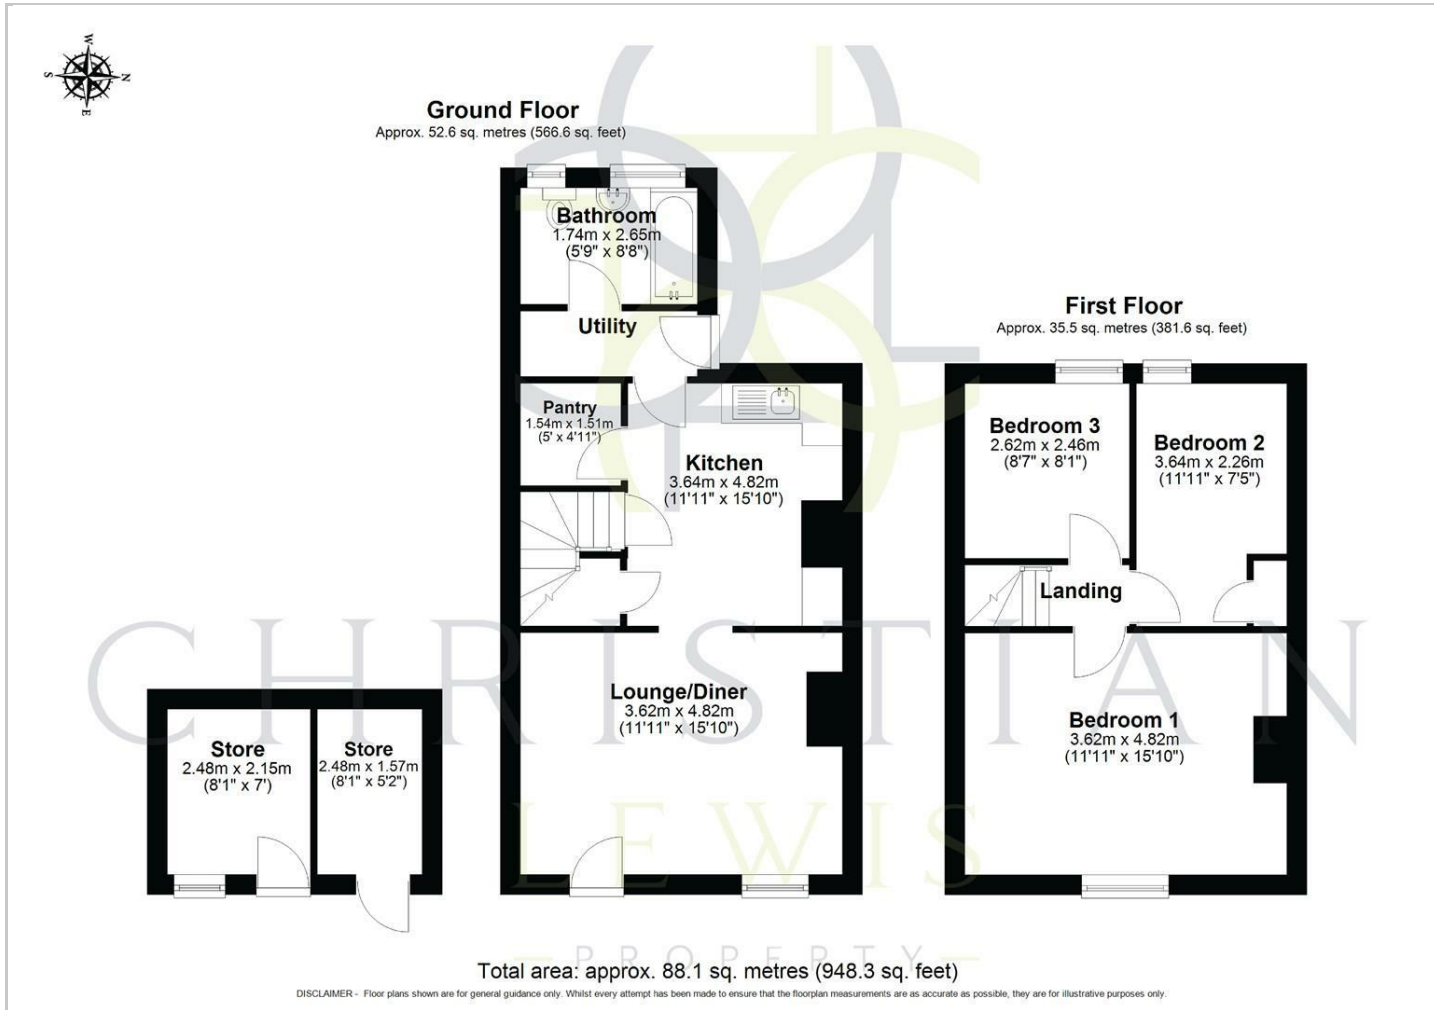 W
S
N
E
Ground Floor
Approx. 52.6 sq. metres (566.6 sq. feet)
Bathroom
1.74m x 2.65m
(5'9" x 8'8")
Utility
Pantry
1.54m x 1.51m
(5' x 4'11")
Kitchen
3.64m x 4.82m
(11'11" x 15'10")
Lounge/Diner
3.62m x 4.82m
(11'11" x 15'10")
Store
2.48m x 2.15m
(8'1" x 7')
Store
2.48m x 1.57m
(8'1" x 5'2")
First Floor
Approx. 35.5 sq. metres (381.6 sq. feet)
Bedroom 3
2.62m x 2.46m
(8'7" x 8'1")
Bedroom 2
3.64m x 2.26m
(11'11" x 7'5")
Landing
Bedroom 1
3.62m x 4.82m
(11'11" x 15'10")
CHRISTIAN
LEWIS
PROPERTY
Total area: approx. 88.1 sq. metres (948.3 sq. feet)
DISCLAIMER - Floor plans shown are for general guidance only. Whilst every attempt has been made to ensure that the floorplan measurements are as accurate as possible, they are for illustrative purposes only.